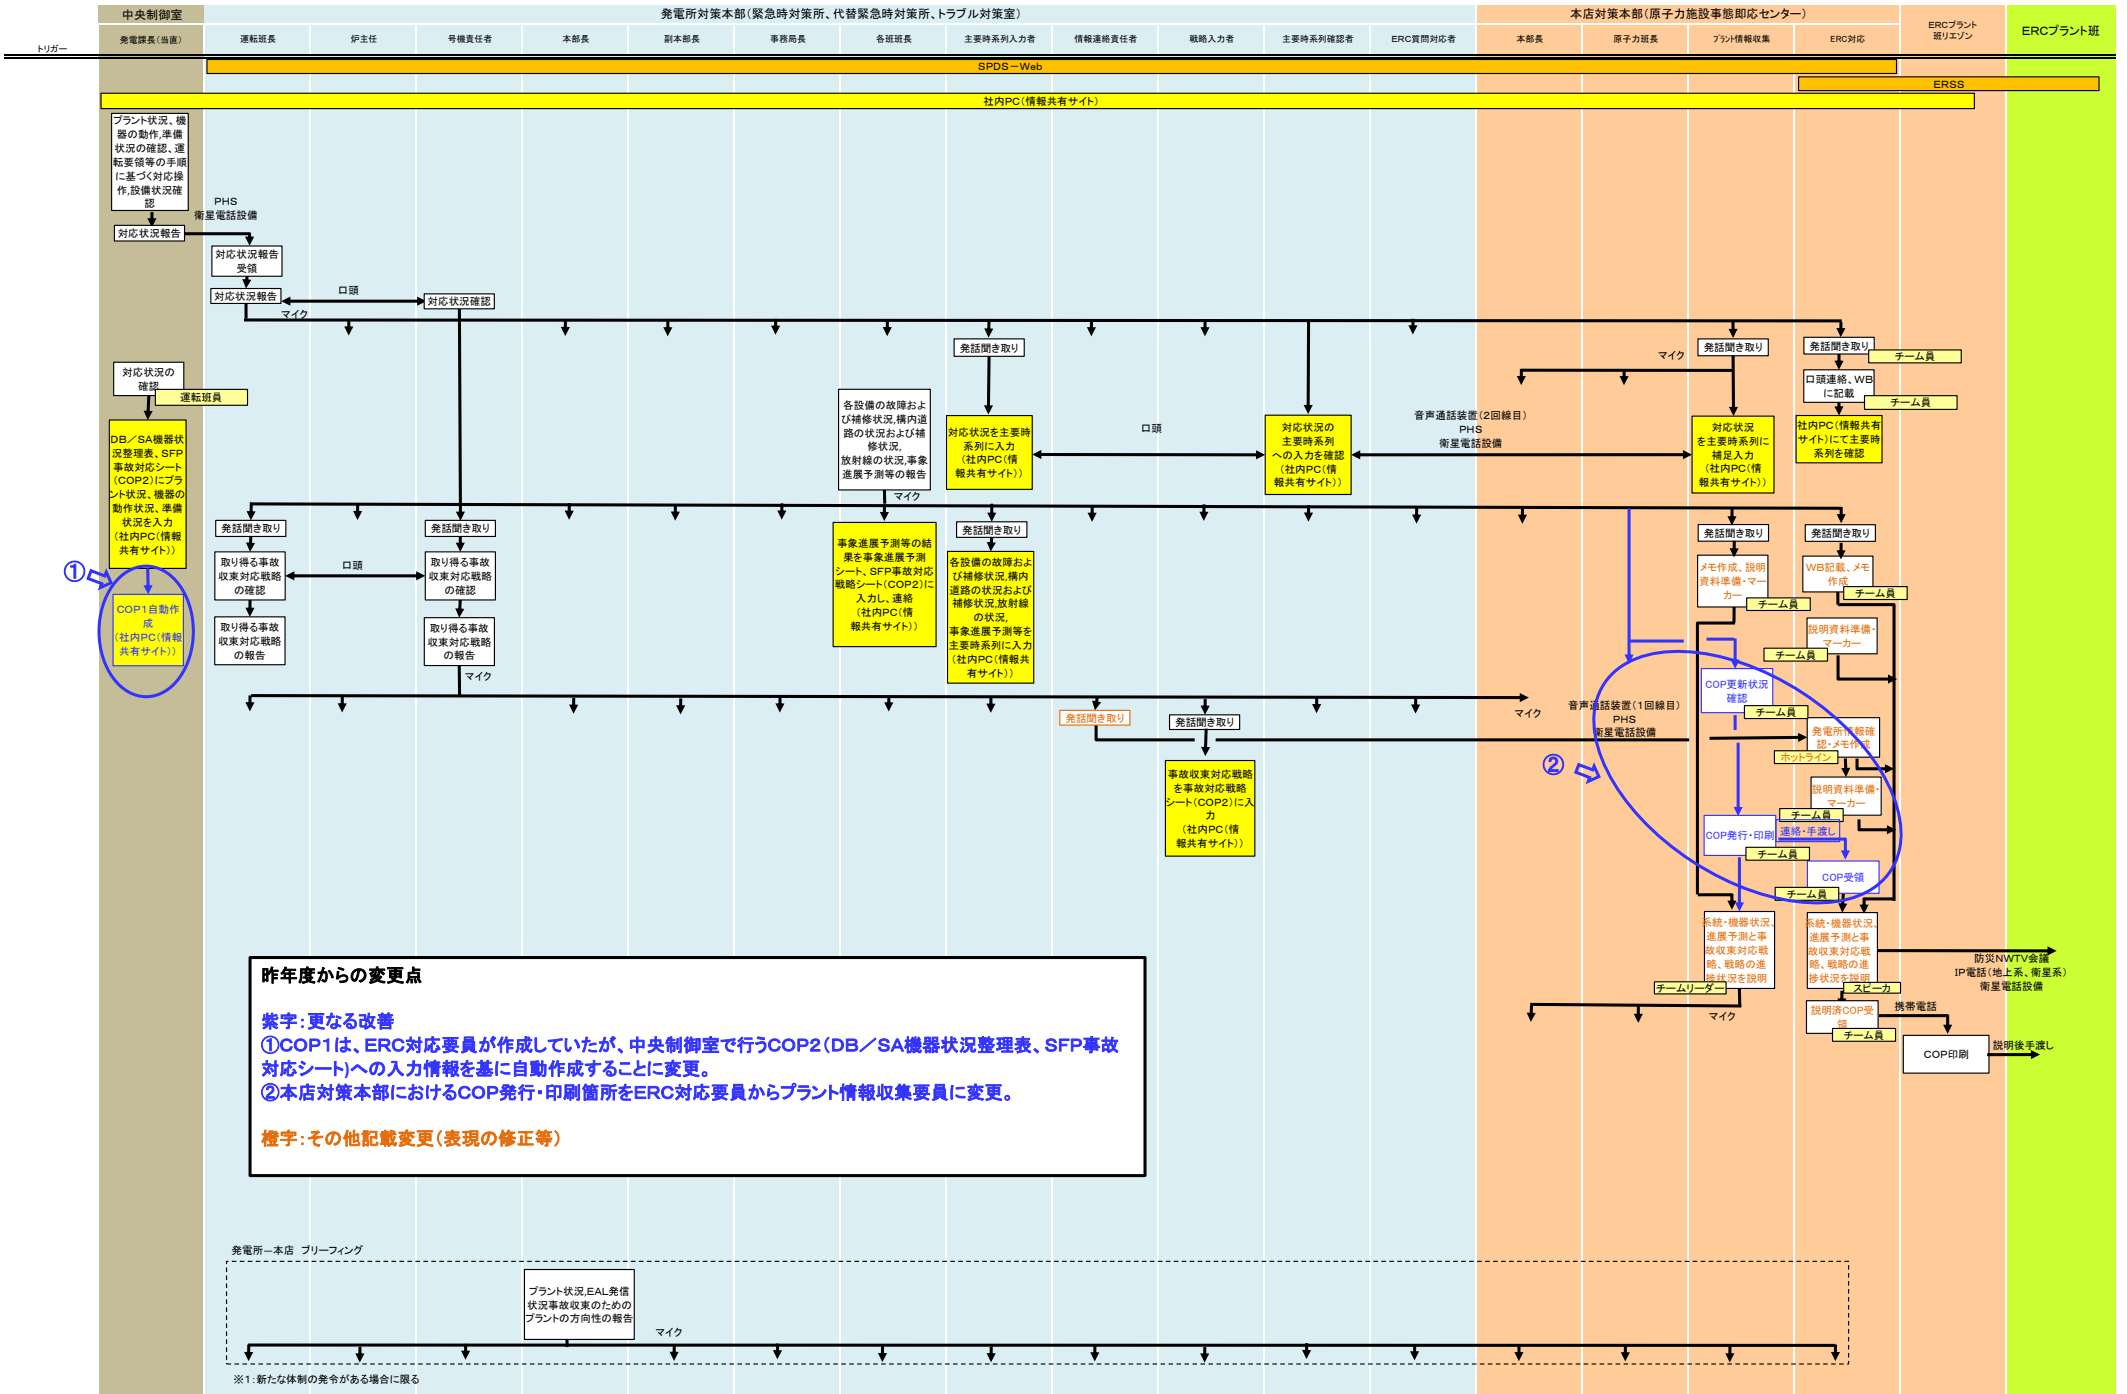 中央制御室
発電所対策本部(緊急時対策所、代替緊急時対策所、トラブル対策室)
本店対策本部(原子力施設事態即応センター)
ERCプラント
班リエゾン
ERCプラント班
トリガー
発電課長(当直)
運転班長
炉主任
号機責任者
本部長
副本部長
事務局長
各班班長
主要時系列入力者
情報連絡責任者
戦略入力者
主要時系列確認者
ERC質問対応者
本部長
原子力班長
プラント情報収集
ERC対応
SPDS-Web
ERSS
社内PC(情報共有サイト)
プラント状況、機
器の動作,準備
状況の確認、運
転要領等の手順
に基づく対応操
作,設備状況確
認
PHS
衛星電話設備
対応状況報告
対応状況報告
受領
対応状況報告
口頭
対応状況確認
マイク
発話聞き取り
マイク
発話聞き取り
発話聞き取り
チーム員
対応状況の
確認
運転班員
口頭連絡、WB
に記載
チーム員
DB/SA機器状
況整理表、SFP
事故対応シート
(COP2)にプラ
ント状況、機器の
動作状況、準備
状況を入力
(社内PC(情報
共有サイト))
各設備の故障およ
び補修状況,構内道
路の状況および補
修状況,
放射線の状況,事象
進展予測等の報告
マイク
対応状況を主要時
系列に入力
(社内PC(情
報共有サイト))
口頭
対応状況の
主要時系列
への入力を確認
(社内PC(情
報共有サイト))
音声通話装置(2回線目)
PHS
衛星電話設備
対応状況
を主要時系列に
補足入力
(社内PC(情
報共有サイト))
社内PC(情報共有
サイト)にて主要時
系列を確認
①
COP1自動作
成
(社内PC(情報
共有サイト))
発話聞き取り
取り得る事故
収束対応戦略
の確認
口頭
取り得る事故
収束対応戦略
の報告
発話聞き取り
取り得る事故
収束対応戦略
の確認
取り得る事故
収束対応戦略
の報告
マイク
事象進展予測等の結
果を事象進展予測
シート、SFP事故対応
戦略シート(COP2)に
入力し、連絡
(社内PC(情
報共有サイト))
発話聞き取り
各設備の故障およ
び補修状況,構内
道路の状況および
補修状況,放射線
の状況,
事象進展予測等を
主要時系列に入力
(社内PC(情報共
有サイト))
発話聞き取り
メモ作成、説明
資料準備・マー
カー
チーム員
発話聞き取り
WB記載、メモ
作成
チーム員
説明資料準備・
マーカー
チーム員
COP更新状況
確認
チーム員
発話聞き取り
発話聞き取り
マイク
音声通話装置(1回線目)
PHS
衛星電話設備
発電所情報確
認・メモ作成
ホットライン
事故収束対応戦略
を事故対応戦略
シート(COP2)に入
力
(社内PC(情
報共有サイト))
②
説明資料準備・
マーカー
チーム員
COP発行・印刷
連絡・手渡し
チーム員
COP受領
チーム員
系統・機器状況、
進展予測と事
故収束対応戦
略、戦略の進
捗状況を説明
チームリーダー
マイク
系統・機器状況、
進展予測と事
故収束対応戦
略、戦略の進
捗状況を説明
スピーカ
防災NWTV会議
IP電話(地上系、衛星系)
衛星電話設備
説明済COP受
領
チーム員
携帯電話
COP印刷
説明後手渡し
昨年度からの変更点
紫字:更なる改善
①COP1は、ERC対応要員が作成していたが、中央制御室で行うCOP2(DB/SA機器状況整理表、SFP事故
対応シート)への入力情報を基に自動作成することに変更。
②本店対策本部におけるCOP発行・印刷箇所をERC対応要員からプラント情報収集要員に変更。
橙字:その他記載変更(表現の修正等)
発電所―本店 ブリーフィング
プラント状況,EAL発信
状況事故収束のための
プラントの方向性の報告
マイク
※1:新たな体制の発令がある場合に限る